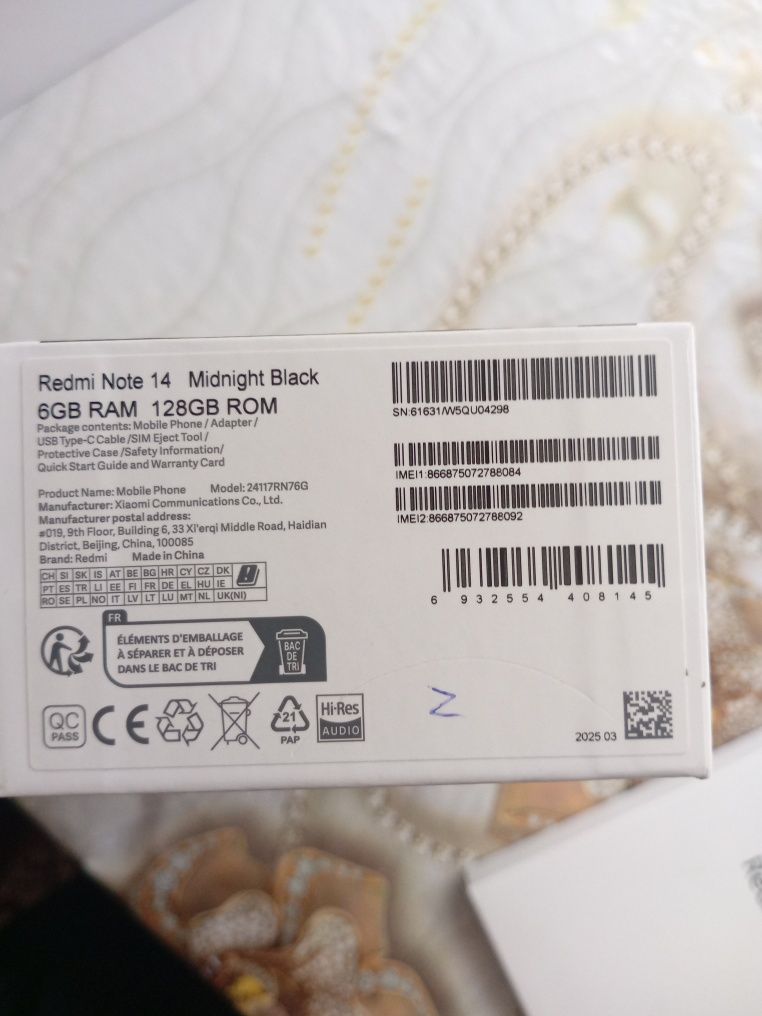 Redmi Note 14 Midnight Black
6GB RAM 128GB ROM
Package contents: Mobile Phone / Adapter /
USB Type-C Cable /SIM Eject Tool /
Protective Case /Safety Information/
Quick Start Guide and Warranty Card
Product Name: Mobile Phone Model: 24117RN76G
Manufacturer: Xiaomi Communications Co., Ltd.
Manufacturer postal address:
#019, 9th Floor, Building 6, 33 Xi'erqi Middle Road, Haidian
District, Beijing, China, 100085
Brand: Redmi Made in China
CH SI SK IS AT BE BG HR CY CZ DK
PT ES TR LI EE FI FR DE EL HU IE
RO SE PL NO IT LV LT LU MT NL UK(NI)
FR
ÉLÉMENTS D'EMBALLAGE
À SÉPARER ET À DÉPOSER
DANS LE BAC DE TRI
BAC
DE
TRI
QC
PASS
CE
21
PAP
Hi-Res
AUDIO
SN:61631/W5QU04298
IMEI1:866875072788084
IMEI2:866875072788092
6 932554 408145
Z
2025 03